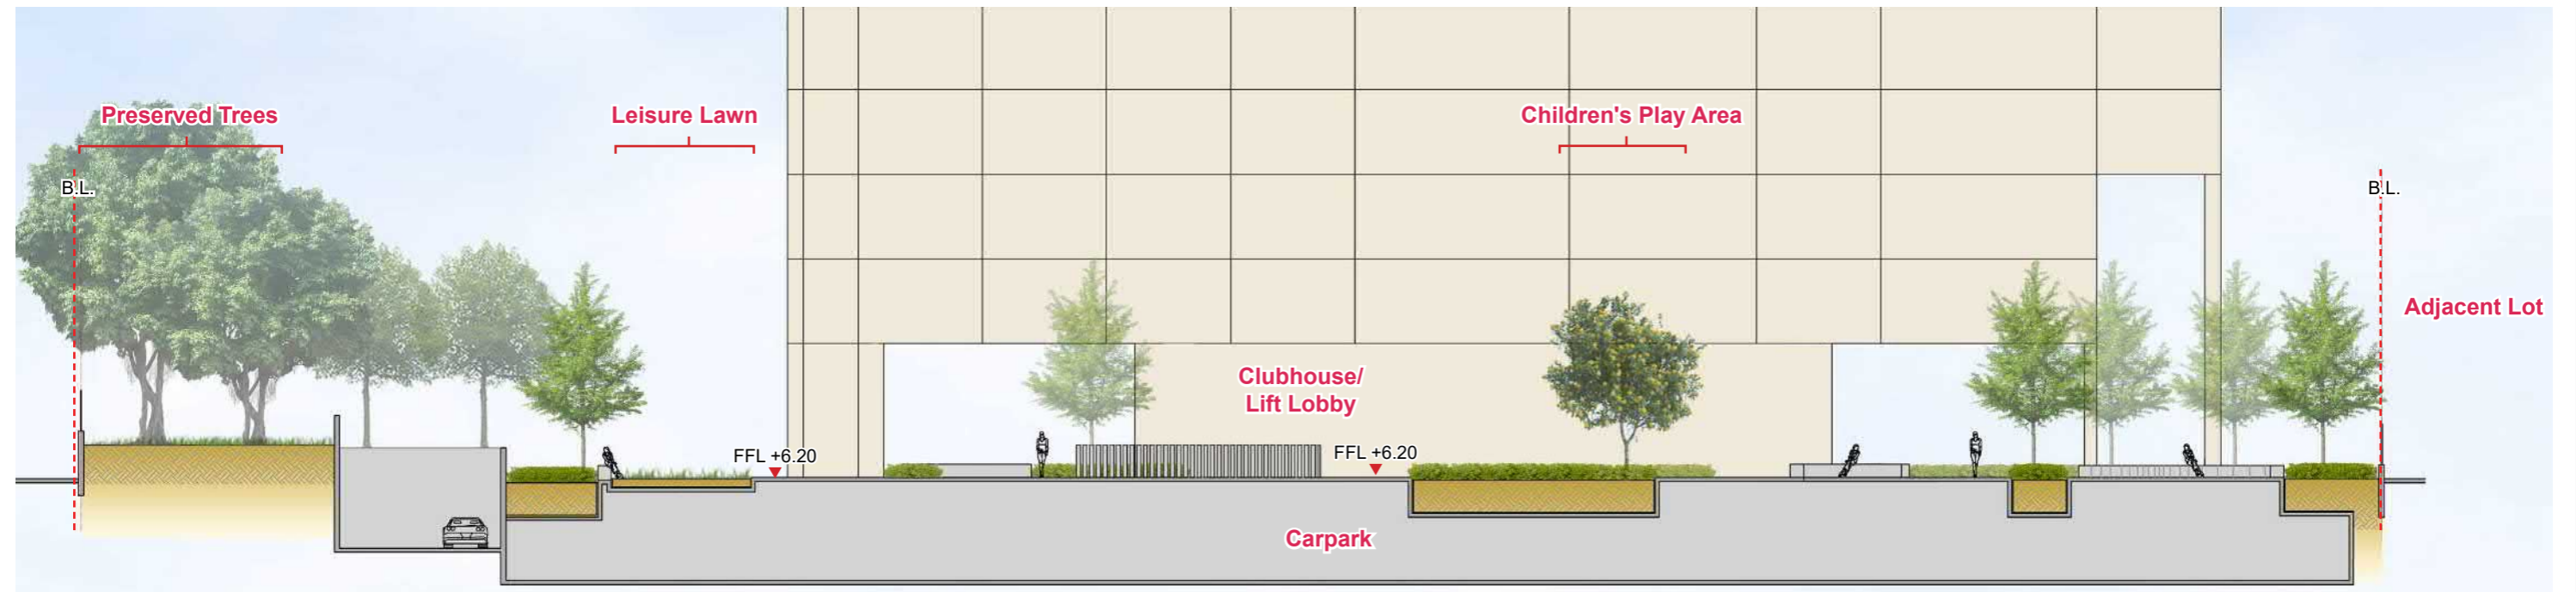 Preserved Trees
Leisure Lawn
Children's Play Area
B.L.
B.L.
Adjacent Lot
Clubhouse/
Lift Lobby
FFL +6.20
FFL +6.20
Carpark